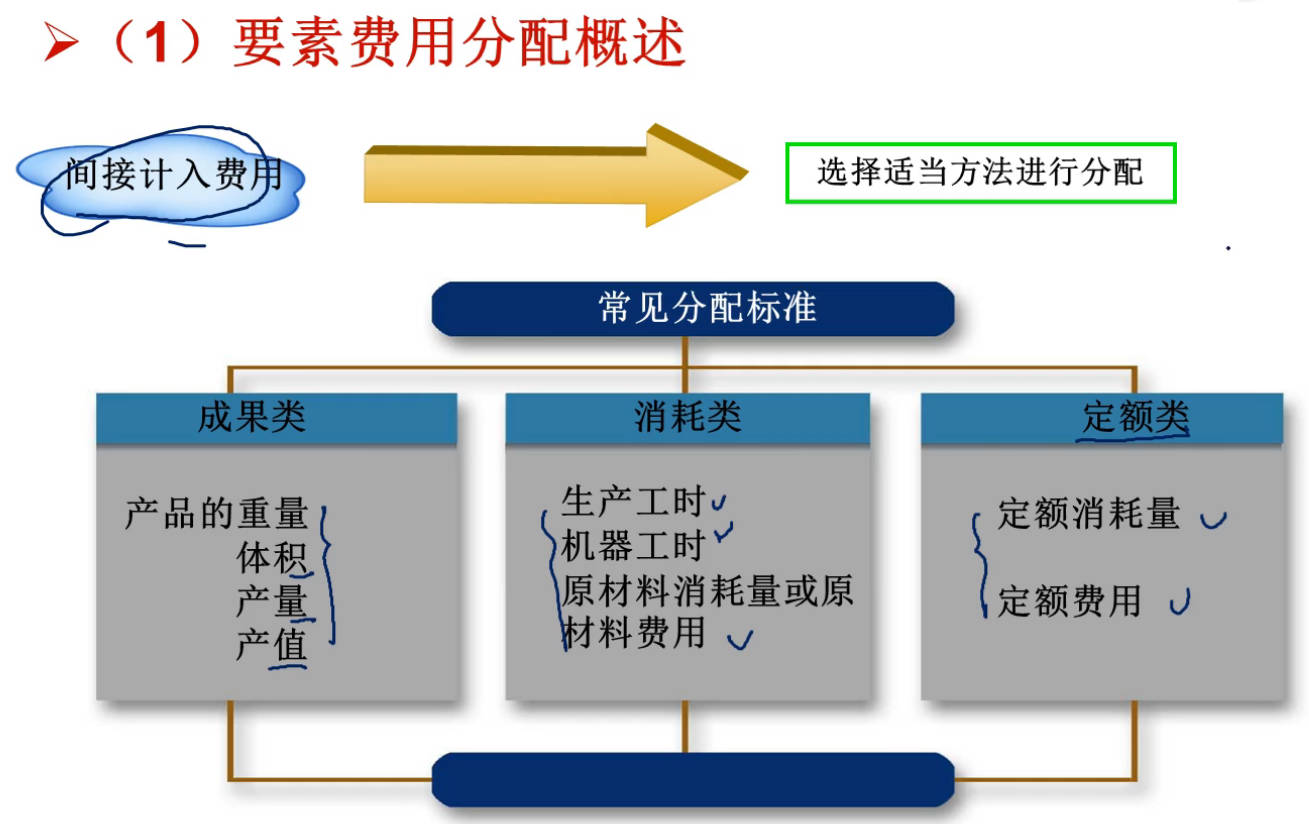 （1）要素费用分配概述
间接计入费用
选择适当方法进行分配
常见分配标准
成果类
产品的重量
体积
产量
产值
消耗类
生产工时
机器工时
原材料消耗量或原
材料费用
定额类
定额消耗量
定额费用